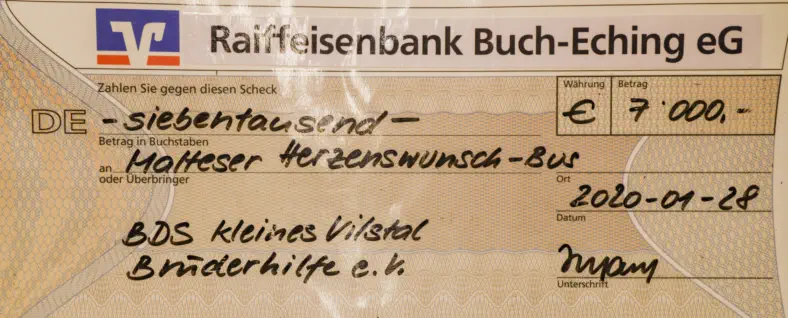 Raiffeisenbank Buch-Eching eG
Zahlen Sie gegen diesen Scheck
Währung Betrag
DE -siebentausend- € 7.000,-
Betrag in Buchstaben
an Malteser Herzenswunsch-Bus
oder Überbringer
Ort
2020-01-28
Datum
BDS kleines Vilstal
Brüderhilfe e.V.
Unterschrift